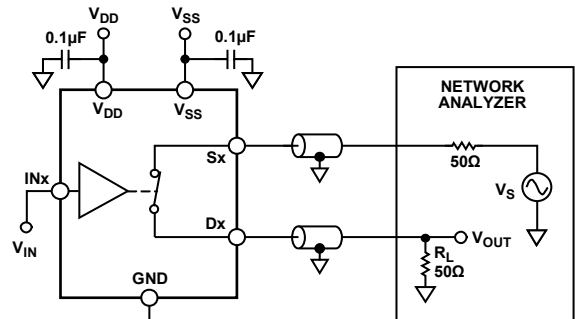 VDD
VSS
0.1µF
0.1µF
VDD
VSS
NETWORK
ANALYZER
Sx
50Ω
INx
VS
Dx
VOUT
VIN
RL
50Ω
GND